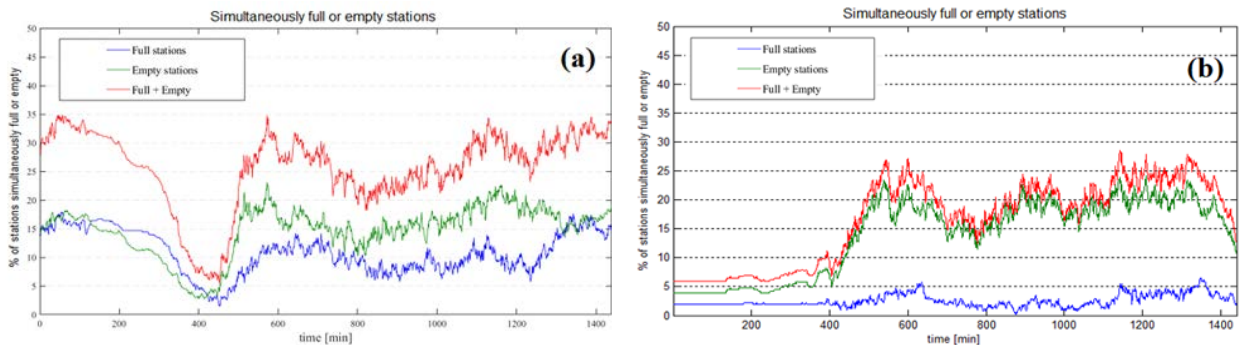 Simultaneously full or empty stations
50
45
40
35
30
25
20
15
10
5
0
% of stations simultaneously full or empty
Full stations
Empty stations
Full + Empty
(a)
0
200
400
600
800
1000
1200
1400
time [min]
Simultaneously full or empty stations
50
45
40
35
30
25
20
15
10
5
0
% of stations simultaneously full or empty
Full stations
Empty stations
Full + Empty
(b)
200
400
600
800
1000
1200
1400
time [min]